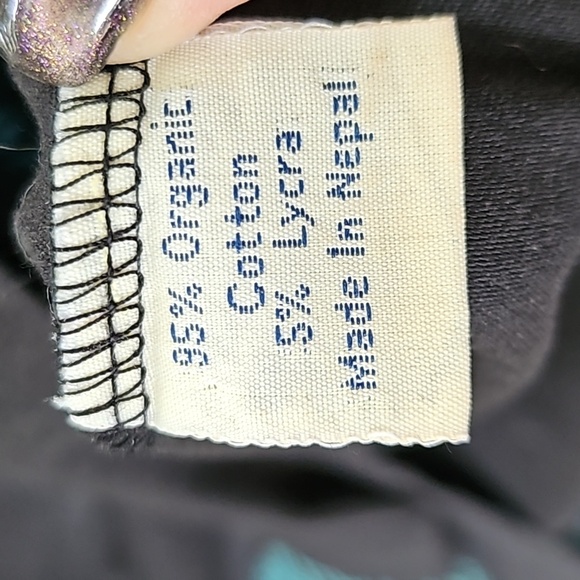 95% Organic
Cotton
5% Lycra
Made In Nepal